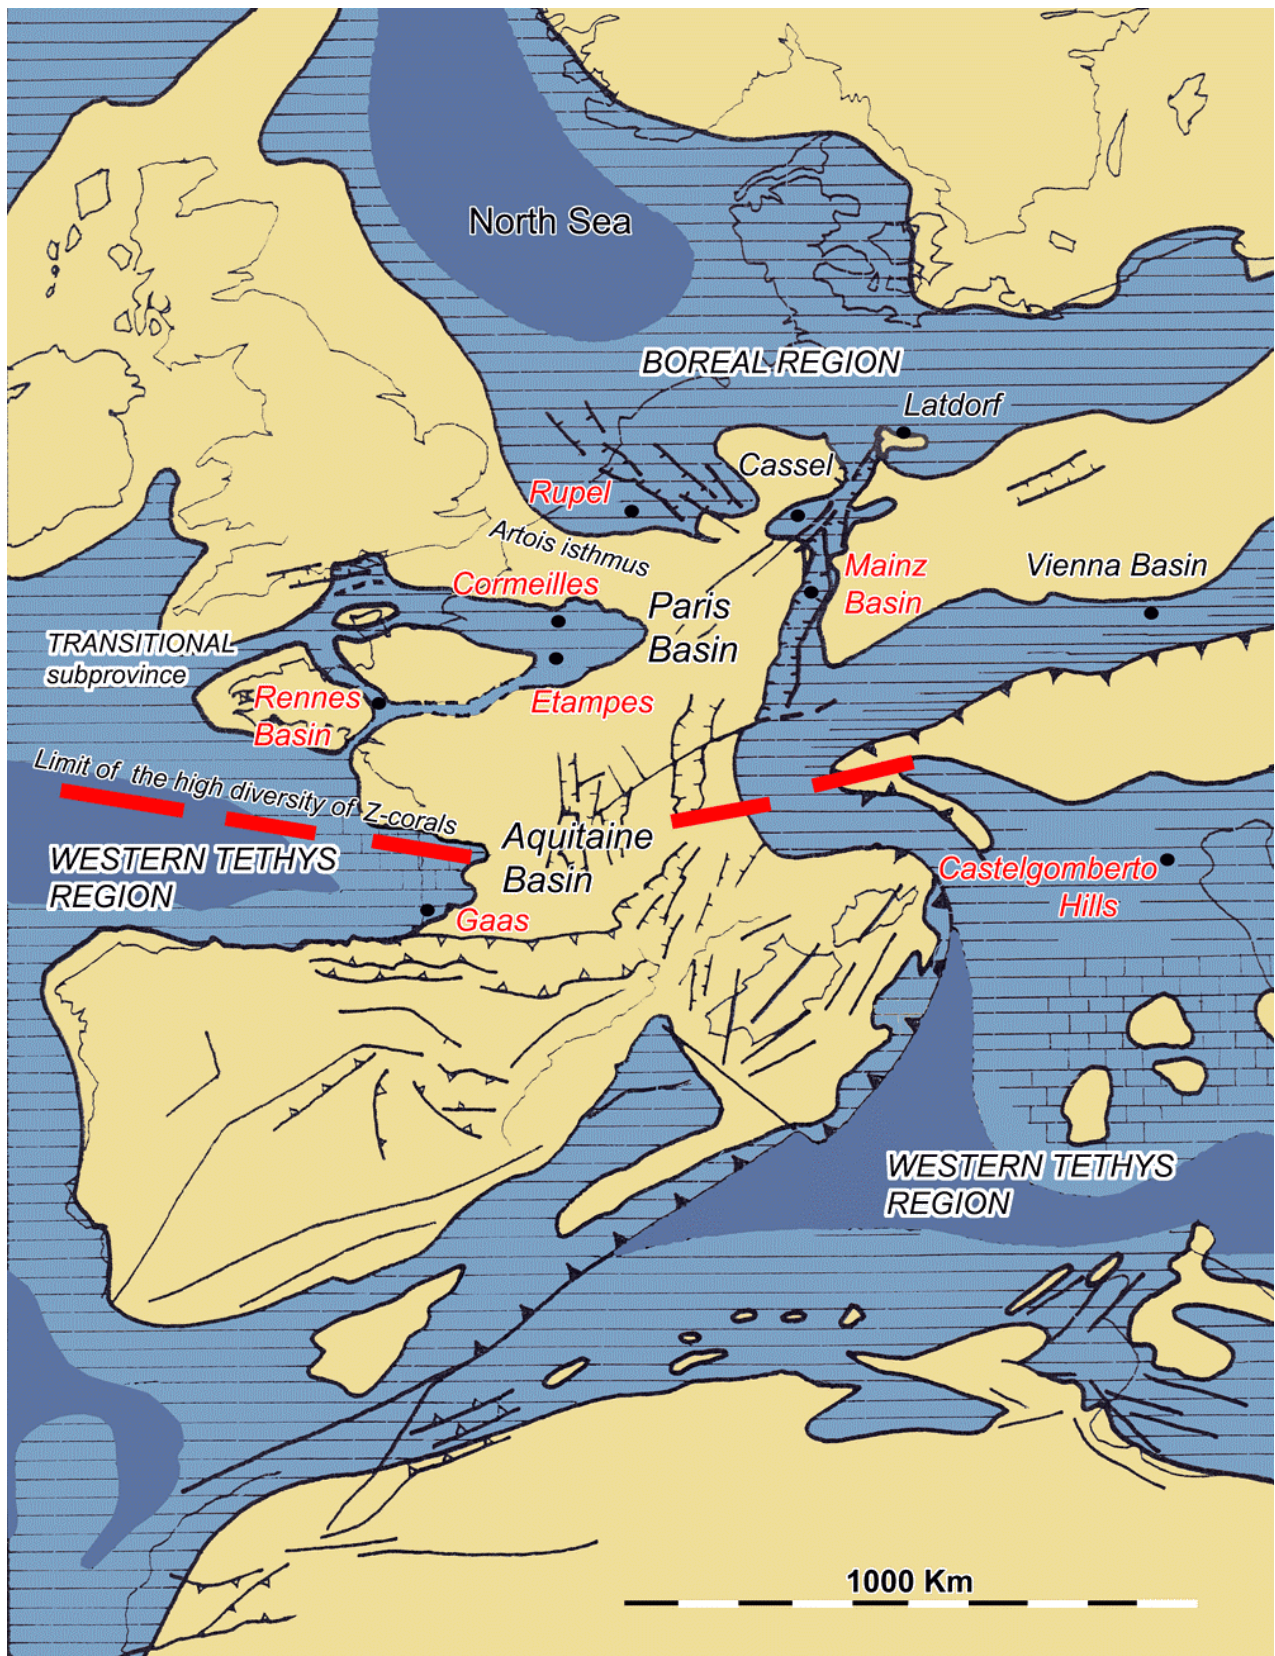 North Sea
BOREAL REGION
Latdorf
Cassel
Rupel
Artois isthmus
Cormeilles
Mainz
Basin
Vienna Basin
Paris
Basin
TRANSITIONAL
subprovince
Rennes
Basin
Etampes
Limit of the high diversity of Z-corals
Aquitaine
Basin
WESTERN TETHYS
REGION
Castelgomberto
Hills
Gaas
WESTERN TETHYS
REGION
1000 Km